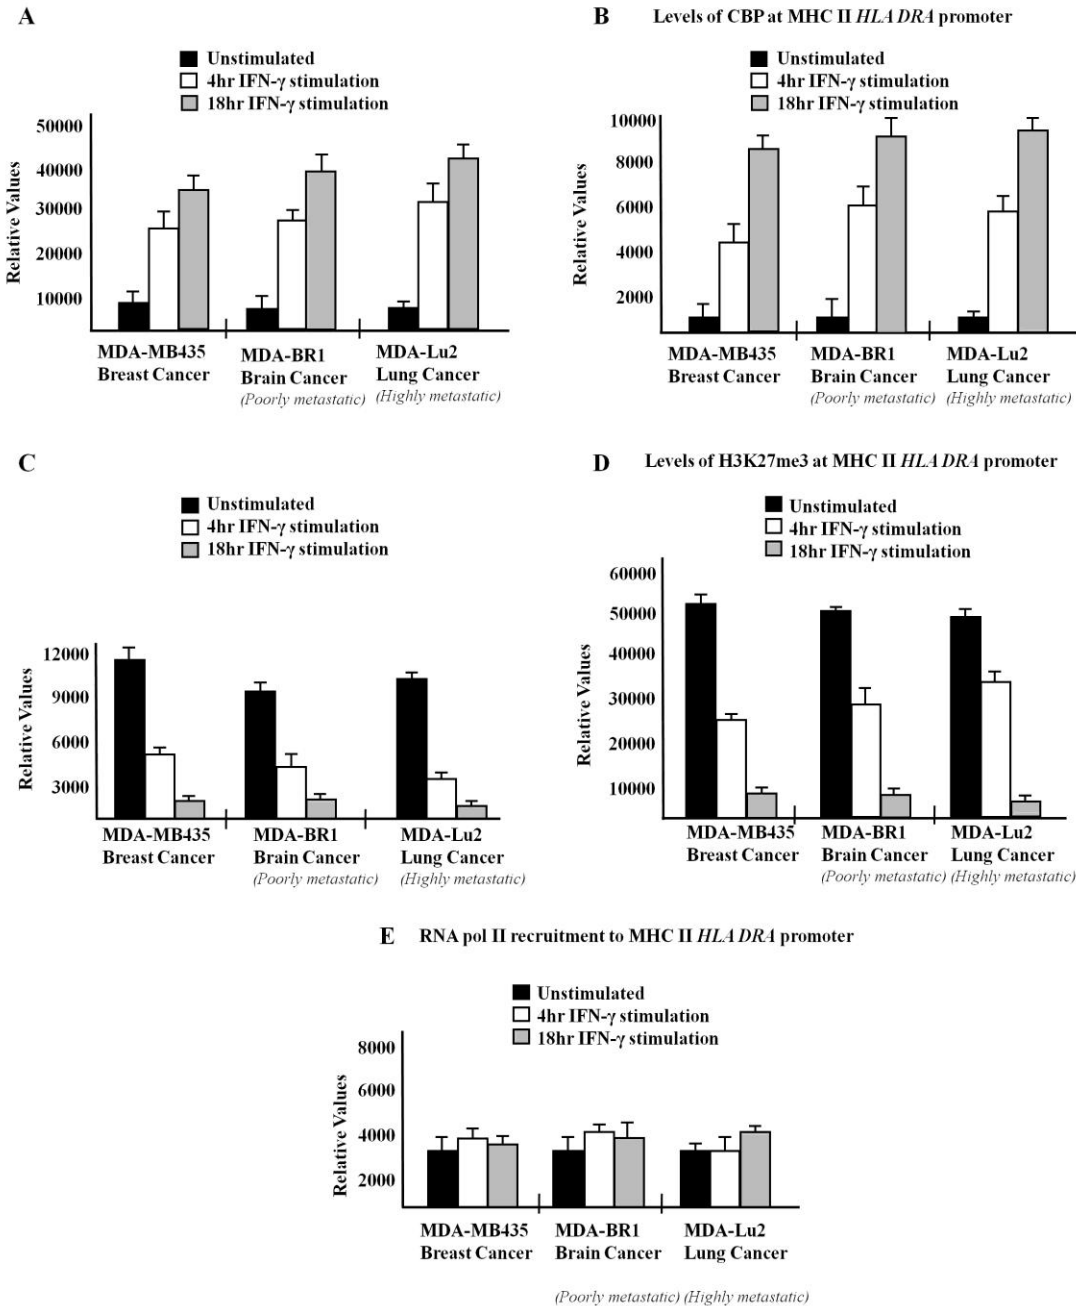 A
Unstimulated
4hr IFN-γ stimulation
18hr IFN-γ stimulation
50000
40000
30000
20000
10000
Relative Values
MDA-MB435
Breast Cancer
MDA-BR1
Brain Cancer
(Poorly metastatic)
MDA-Lu2
Lung Cancer
(Highly metastatic)
B Levels of CBP at MHC II HLA DRA promoter
Unstimulated
4hr IFN-γ stimulation
18hr IFN-γ stimulation
10000
8000
6000
4000
2000
Relative Values
MDA-MB435
Breast Cancer
MDA-BR1
Brain Cancer
(Poorly metastatic)
MDA-Lu2
Lung Cancer
(Highly metastatic)
C
Unstimulated
4hr IFN-γ stimulation
18hr IFN-γ stimulation
12000
9000
6000
3000
Relative Values
MDA-MB435
Breast Cancer
MDA-BR1
Brain Cancer
(Poorly metastatic)
MDA-Lu2
Lung Cancer
(Highly metastatic)
D Levels of H3K27me3 at MHC II HLA DRA promoter
Unstimulated
4hr IFN-γ stimulation
18hr IFN-γ stimulation
60000
50000
40000
30000
20000
10000
Relative Values
MDA-MB435
Breast Cancer
MDA-BR1
Brain Cancer
(Poorly metastatic)
MDA-Lu2
Lung Cancer
(Highly metastatic)
E RNA pol II recruitment to MHC II HLA DRA promoter
Unstimulated
4hr IFN-γ stimulation
18hr IFN-γ stimulation
8000
6000
4000
2000
Relative Values
MDA-MB435
Breast Cancer
MDA-BR1
Brain Cancer
(Poorly metastatic)
MDA-Lu2
Lung Cancer
(Highly metastatic)